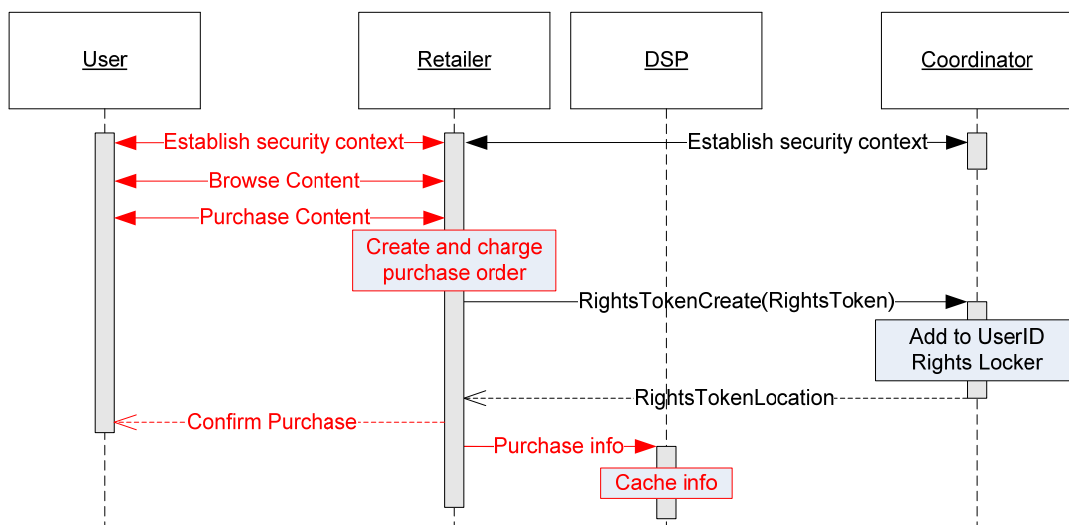 User
Retailer
DSP
Coordinator
Establish security context
Establish security context
Browse Content
Purchase Content
Create and charge
purchase order
RightsTokenCreate(RightsToken)
Add to UserID
Rights Locker
RightsTokenLocation
Confirm Purchase
Purchase info
Cache info